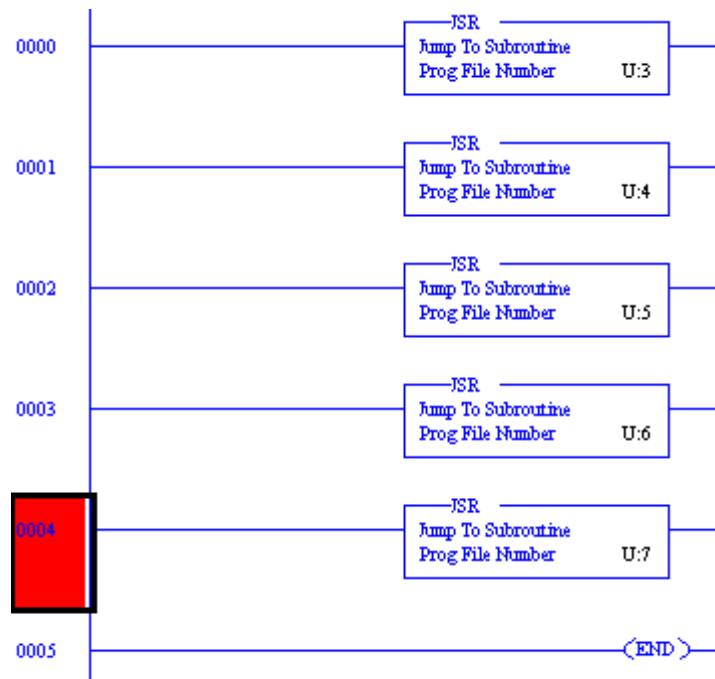 JSR
0000 Jump To Subroutine
Prog File Number U:3
JSR
0001 Jump To Subroutine
Prog File Number U:4
JSR
0002 Jump To Subroutine
Prog File Number U:5
JSR
0003 Jump To Subroutine
Prog File Number U:6
JSR
0004 Jump To Subroutine
Prog File Number U:7
0005 (END)